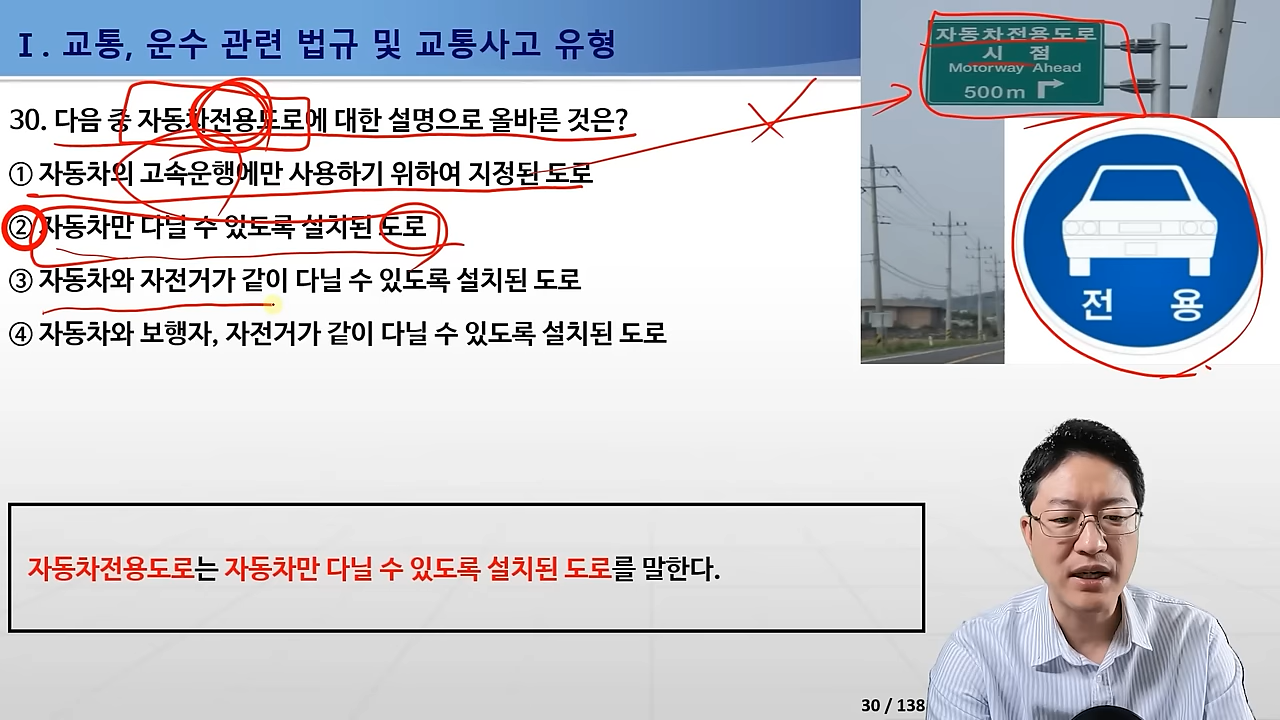 Ⅰ. 교통, 운수 관련 법규 및 교통사고 유형
30. 다음 중 자동차전용도로에 대한 설명으로 올바른 것은?
① 자동차의 고속운행에만 사용하기 위하여 지정된 도로
② 자동차만 다닐 수 있도록 설치된 도로
③ 자동차와 자전거가 같이 다닐 수 있도록 설치된 도로
④ 자동차와 보행자, 자전거가 같이 다닐 수 있도록 설치된 도로
자동차전용도로
시 점
Motorway Ahead
500m
전 용
자동차전용도로는 자동차만 다닐 수 있도록 설치된 도로를 말한다.
30 / 138